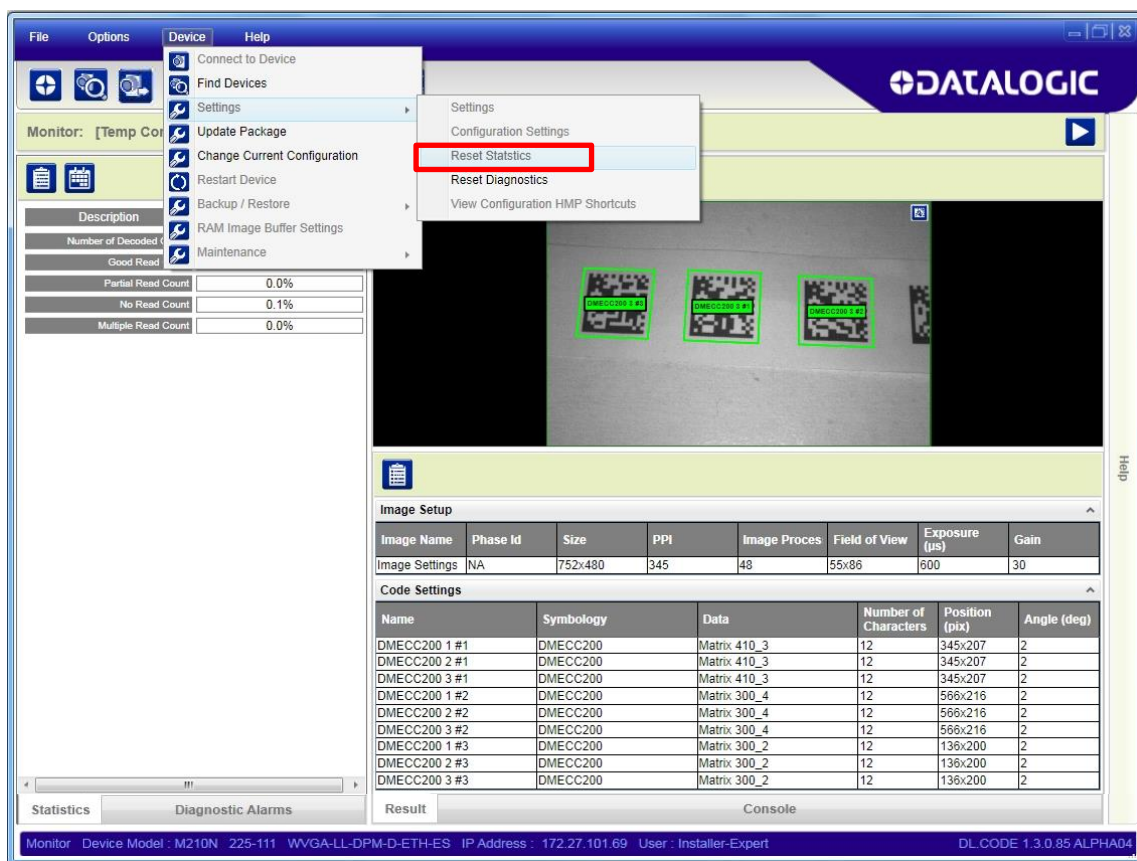 File Options Device Help
DATALOGIC
Connect to Device
Find Devices
Settings
Update Package
Change Current Configuration
Restart Device
Backup / Restore
RAM Image Buffer Settings
Maintenance
Settings
Configuration Settings
Reset Statstics
Reset Diagnostics
View Configuration HMP Shortcuts
Monitor: [Temp Co
Description
Number of Decoded
Good Read
Partial Read Count 0.0%
No Read Count 0.1%
Multiple Read Count 0.0%
DMECC200 3 #3
DMECC200 3 #1
DMECC200 3 #2
Help
Image Setup
Image Name Phase Id Size PPI Image Proces Field of View Exposure (µs) Gain
Image Settings NA 752x480 345 48 55x86 600 30
Code Settings
Name Symbology Data Number of Characters Position (pix) Angle (deg)
DMECC200 1 #1 DMECC200 Matrix 410_3 12 345x207 2
DMECC200 2 #1 DMECC200 Matrix 410_3 12 345x207 2
DMECC200 3 #1 DMECC200 Matrix 410_3 12 345x207 2
DMECC200 1 #2 DMECC200 Matrix 300_4 12 566x216 2
DMECC200 2 #2 DMECC200 Matrix 300_4 12 566x216 2
DMECC200 3 #2 DMECC200 Matrix 300_4 12 566x216 2
DMECC200 1 #3 DMECC200 Matrix 300_2 12 136x200 2
DMECC200 2 #3 DMECC200 Matrix 300_2 12 136x200 2
DMECC200 3 #3 DMECC200 Matrix 300_2 12 136x200 2
Statistics Diagnostic Alarms Result Console
Monitor Device Model : M210N 225-111 WVGA-LL-DPM-D-ETH-ES IP Address : 172.27.101.69 User : Installer-Expert DL.CODE 1.3.0.85 ALPHA04